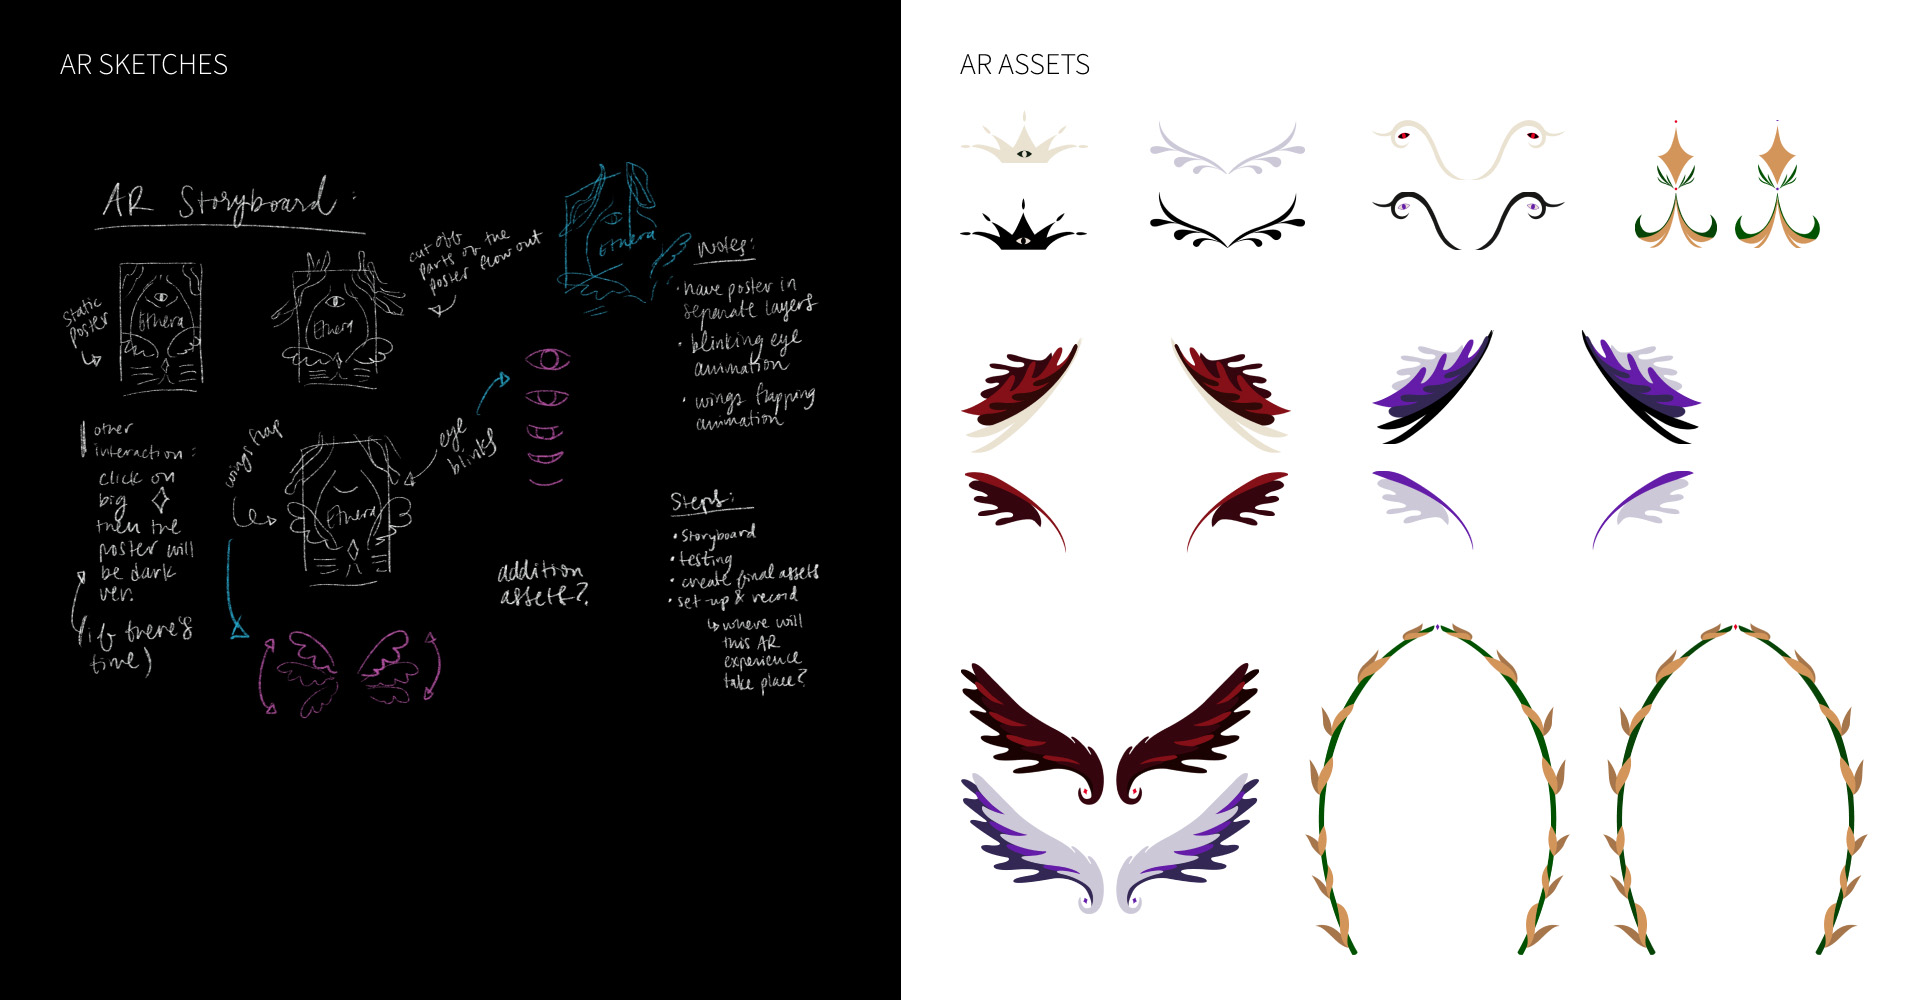 AR SKETCHES
AR Storyboard:
static
poster
Ethera
Ethera
cut off
parts of the
poster flow out
Ethera
Notes:
• have poster in
separate layers
• blinking eye
animation
• wings flapping
animation
other
interaction:
click on
big
then the
poster will
be dark
ver.
(if there's
time)
wings flap
Ethera
eye
blinks
addition
assets?
Steps:
• Storyboard
• testing
• create final assets
• set-up & record
where will
this AR
experience
take place?
AR ASSETS